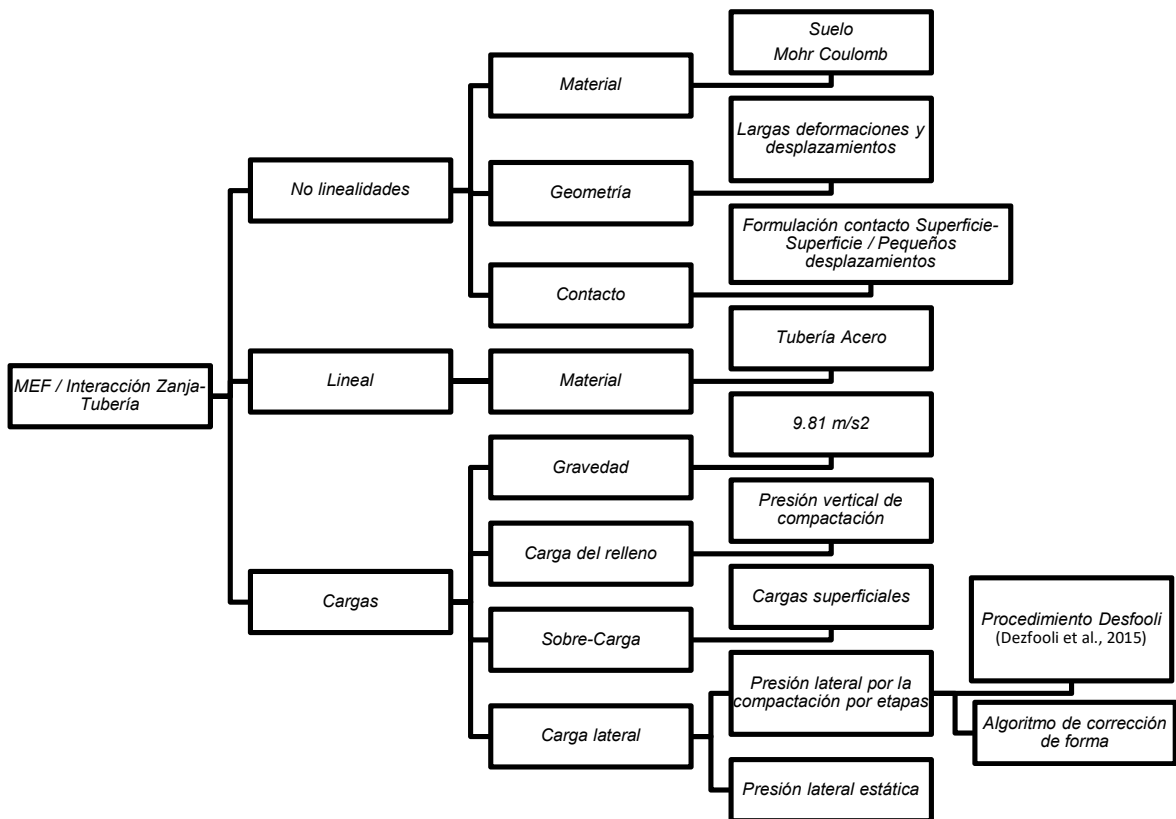 Suelo
Mohr Coulomb
Material
Largas deformaciones y
desplazamientos
No linealidades
Geometría
Formulación contacto Superficie-
Superficie / Pequeños
desplazamientos
Contacto
Tubería Acero
MEF / Interacción Zanja-
Tubería
Lineal
Material
9.81 m/s2
Gravedad
Presión vertical de
compactación
Carga del relleno
Cargas
Cargas superficiales
Sobre-Carga
Procedimiento Desfooli
(Dezfooli et al., 2015)
Presión lateral por la
compactación por etapas
Carga lateral
Algoritmo de corrección
de forma
Presión lateral estática